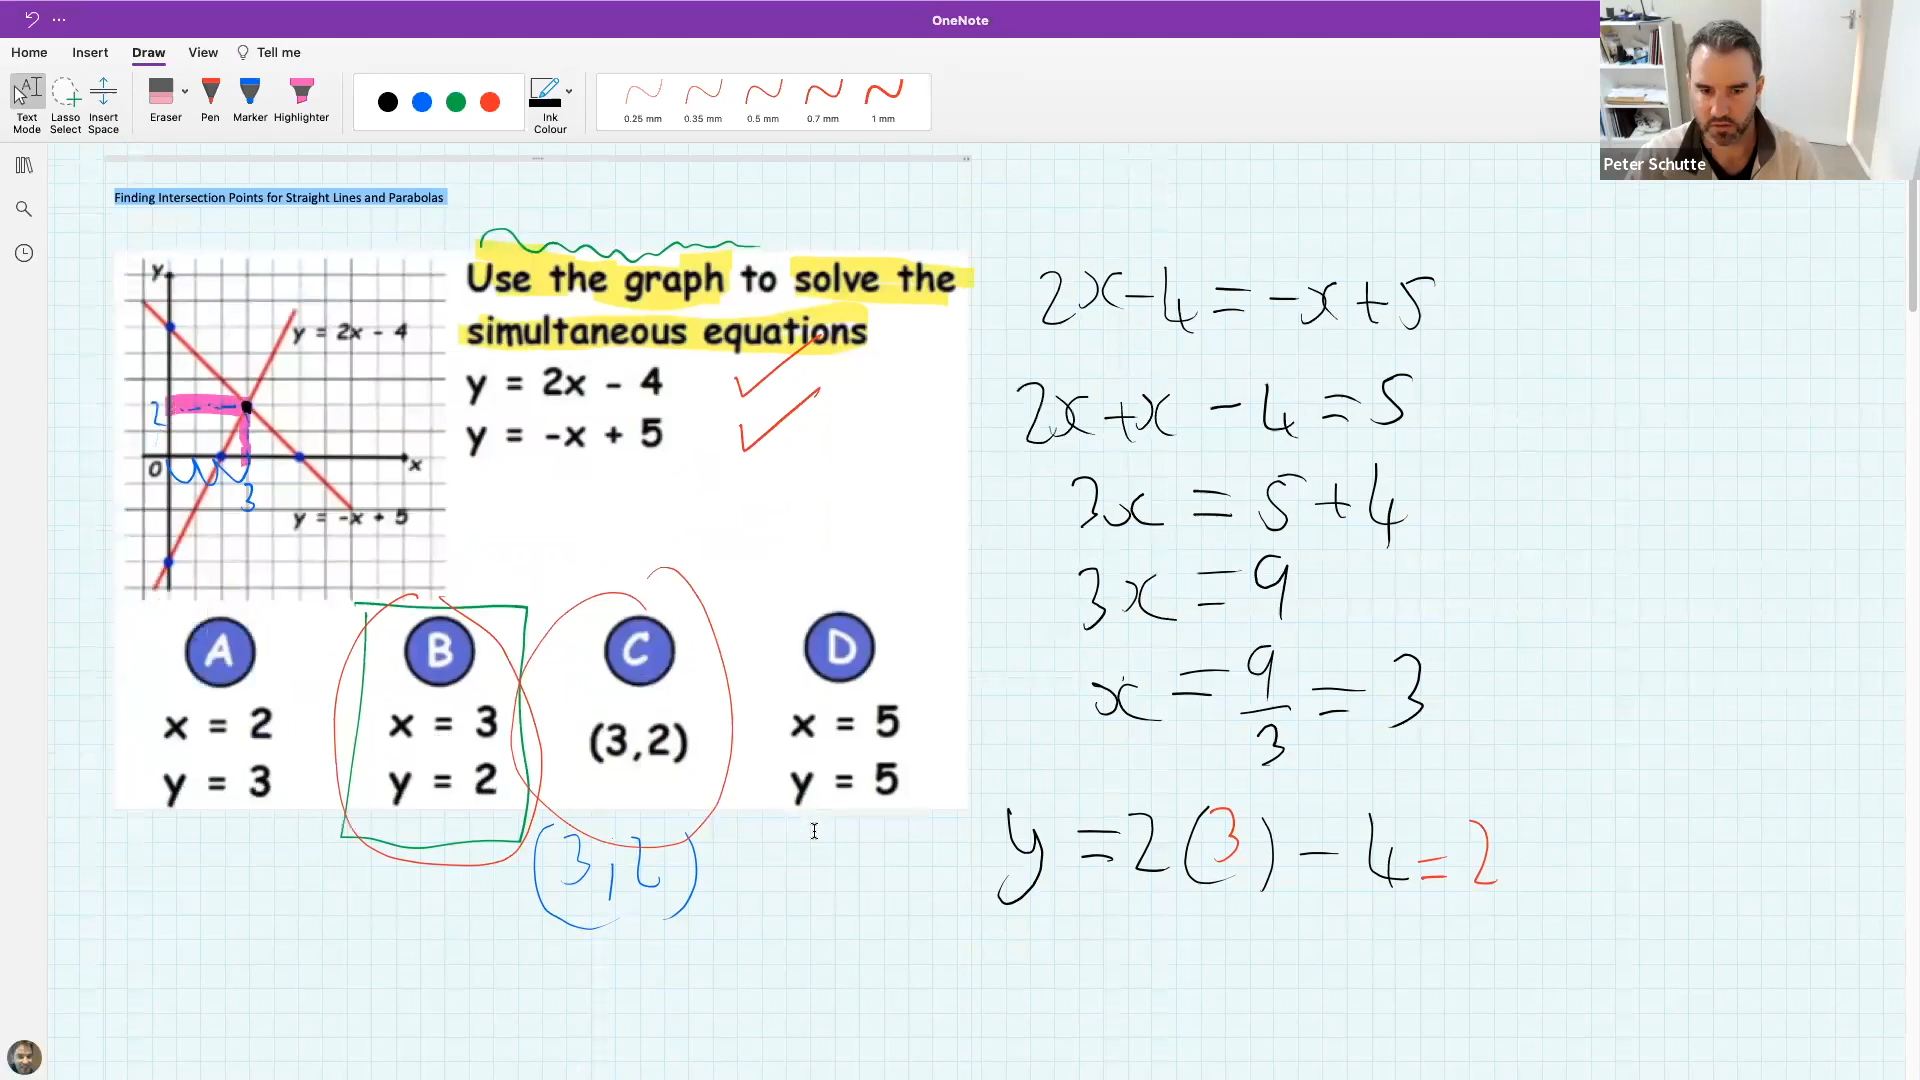 OneNote
Home Insert Draw View Tell me
Text Mode
Lasso Select
Insert Space
Eraser
Pen
Marker
Highlighter
Ink Colour
0.25 mm 0.35 mm 0.5 mm 0.7 mm 1 mm
Peter Schutte
Finding Intersection Points for Straight Lines and Parabolas
Use the graph to solve the
simultaneous equations
y = 2x - 4
y = -x + 5
y
y = 2x - 4
2
0
x
3
y = -x + 5
A
x = 2
y = 3
B
x = 3
y = 2
C
(3,2)
D
x = 5
y = 5
(3,2)
2x-4=-x+5
2x+x-4=5
3x=5+4
3x=9
x=9/3=3
y=2(3)-4=2